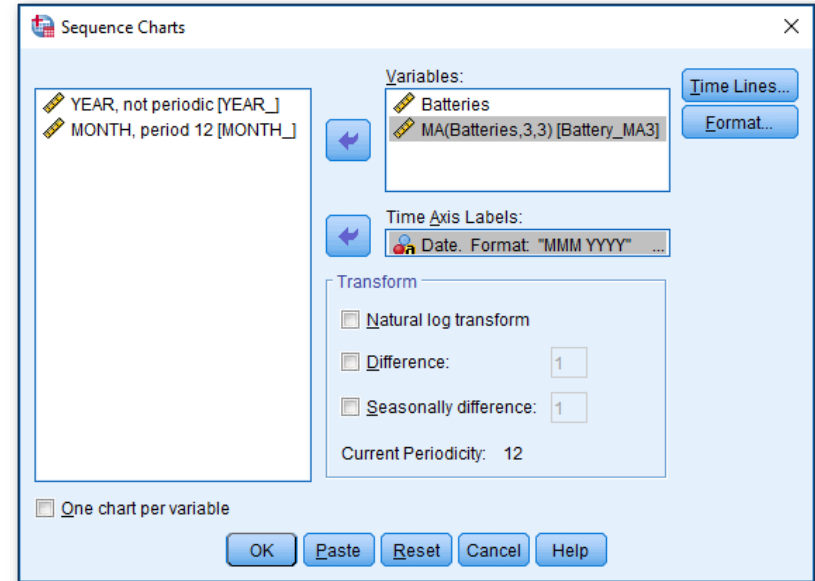 Sequence Charts
YEAR, not periodic [YEAR_]
MONTH, period 12 [MONTH_]
Variables:
Batteries
MA(Batteries,3,3) [Battery_MA3]
Time Lines...
Format...
Time Axis Labels:
Date. Format: "MMM YYYY" ...
Transform
Natural log transform
Difference: 1
Seasonally difference: 1
Current Periodicity: 12
One chart per variable
OK Paste Reset Cancel Help